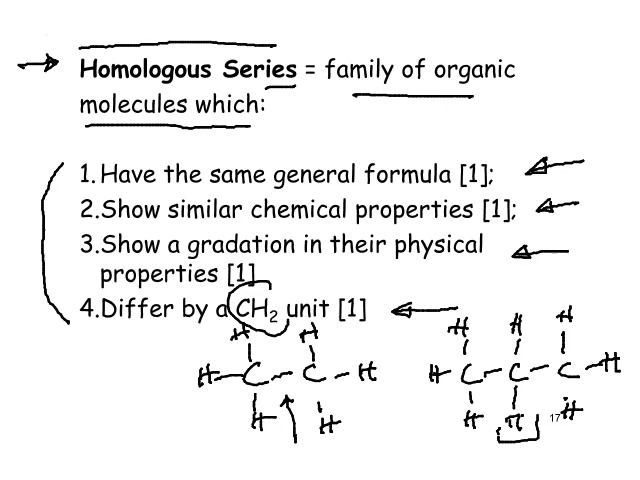 Homologous Series = family of organic
molecules which:
1. Have the same general formula [1];
2. Show similar chemical properties [1];
3. Show a gradation in their physical
properties [1]
4. Differ by a CH₂ unit [1]
H H H H H
H-C-C-H H-C-C-C-H
H H H H H
17